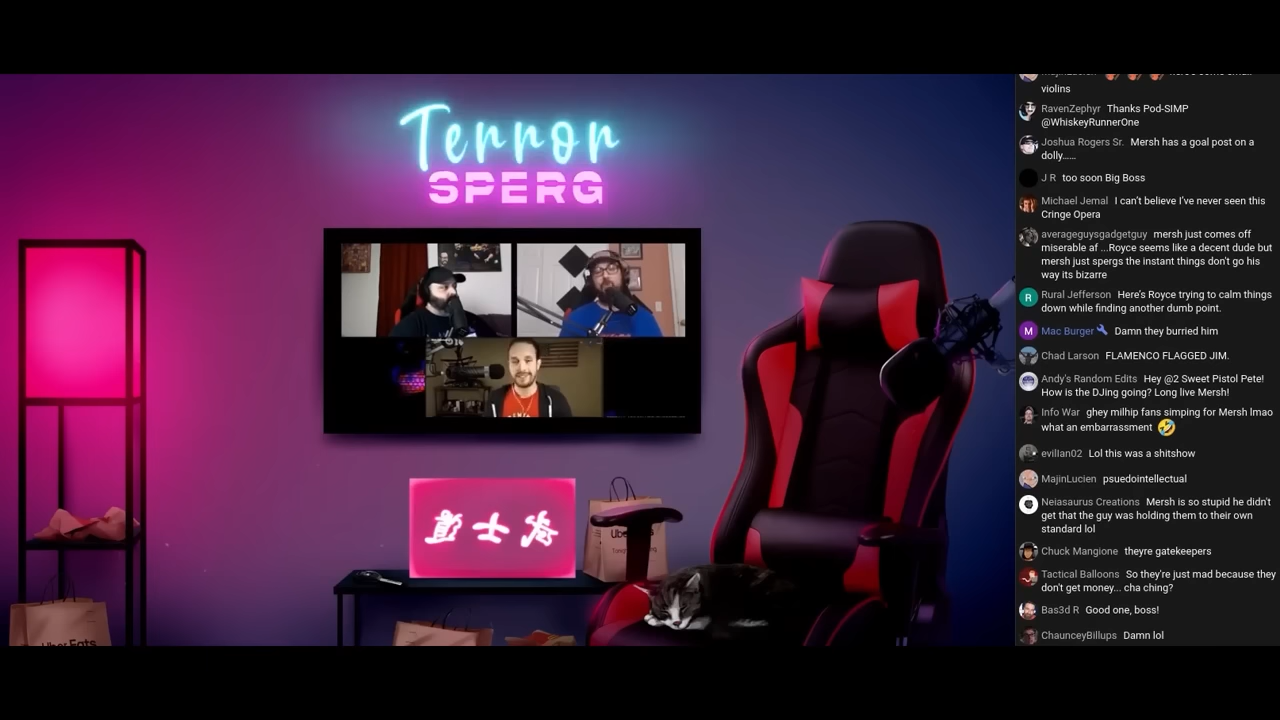 Terror
SPERG
道士塔
Uber
Uber Eats
violins
RavenZephyr Thanks Pod-SIMP
@WhiskeyRunnerOne
Joshua Rogers Sr. Mersh has a goal post on a
dolly......
J R too soon Big Boss
Michael Jemal I can't believe I've never seen this
Cringe Opera
averageguysgadgetguy mersh just comes off
miserable af ...Royce seems like a decent dude but
mersh just spergs the instant things don't go his
way its bizarre
R Rural Jefferson Here's Royce trying to calm things
down while finding another dumb point.
M Mac Burger Damn they burried him
Chad Larson FLAMENCO FLAGGED JIM.
Andy's Random Edits Hey @2 Sweet Pistol Pete!
How is the DJing going? Long live Mersh!
Info War ghey milhip fans simping for Mersh lmao
what an embarrassment 🤣
evilIan02 Lol this was a shitshow
MajinLucien psuedointellectual
Neiasaurus Creations Mersh is so stupid he didn't
get that the guy was holding them to their own
standard lol
Chuck Mangione theyre gatekeepers
Tactical Balloons So they're just mad because they
don't get money... cha ching?
Bas3d R Good one, boss!
ChaunceyBillups Damn lol